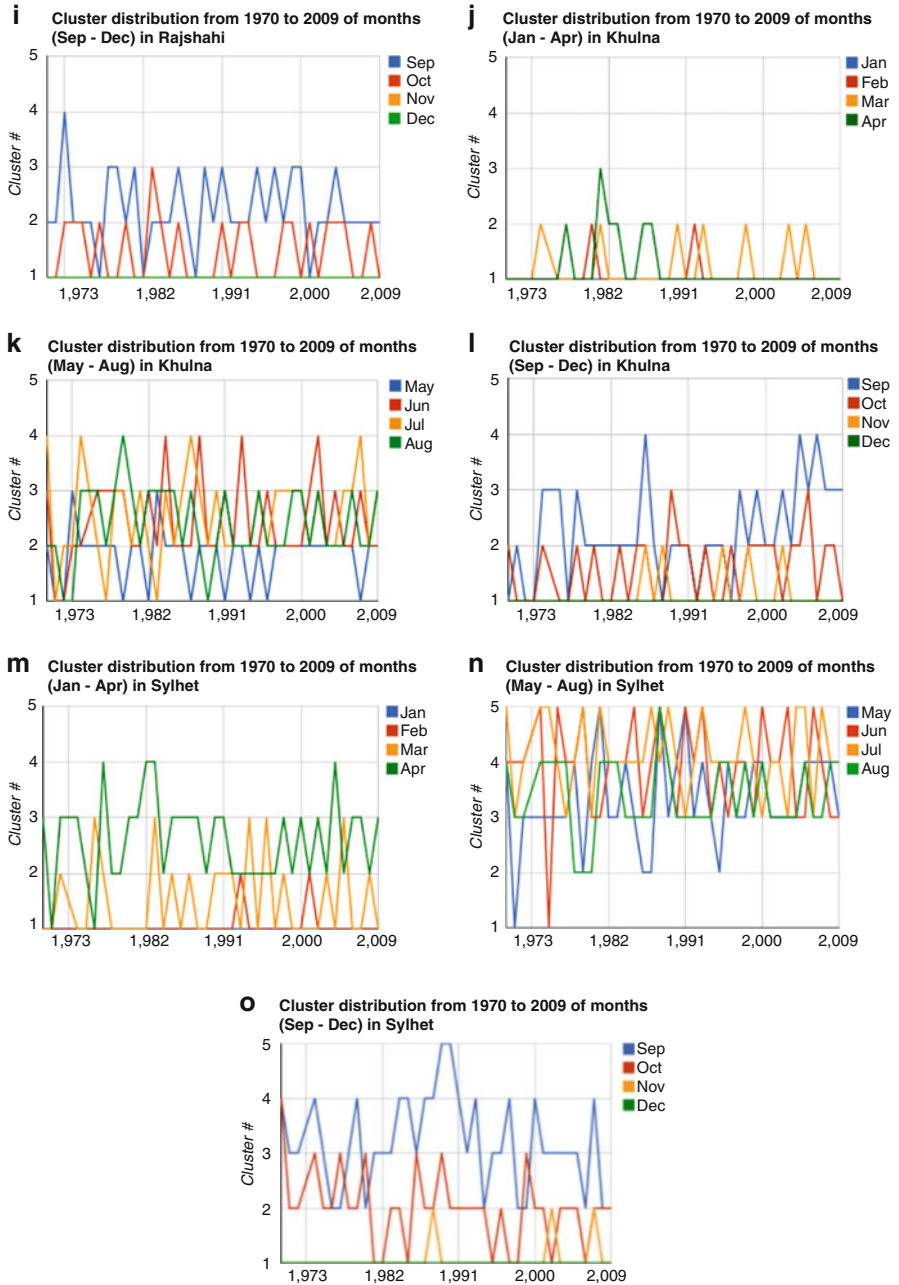 i Cluster distribution from 1970 to 2009 of months
(Sep - Dec) in Rajshahi
Cluster #
5
4
3
2
1
1,973 1,982 1,991 2,000 2,009
Sep
Oct
Nov
Dec
j Cluster distribution from 1970 to 2009 of months
(Jan - Apr) in Khulna
Cluster #
5
4
3
2
1
1,973 1,982 1,991 2,000 2,009
Jan
Feb
Mar
Apr
k Cluster distribution from 1970 to 2009 of months
(May - Aug) in Khulna
Cluster #
5
4
3
2
1
1,973 1,982 1,991 2,000 2,009
May
Jun
Jul
Aug
l Cluster distribution from 1970 to 2009 of months
(Sep - Dec) in Khulna
Cluster #
5
4
3
2
1
1,973 1,982 1,991 2,000 2,009
Sep
Oct
Nov
Dec
m Cluster distribution from 1970 to 2009 of months
(Jan - Apr) in Sylhet
Cluster #
5
4
3
2
1
1,973 1,982 1,991 2,000 2,009
Jan
Feb
Mar
Apr
n Cluster distribution from 1970 to 2009 of months
(May - Aug) in Sylhet
Cluster #
5
4
3
2
1
1,973 1,982 1,991 2,000 2,009
May
Jun
Jul
Aug
o Cluster distribution from 1970 to 2009 of months
(Sep - Dec) in Sylhet
Cluster #
5
4
3
2
1
1,973 1,982 1,991 2,000 2,009
Sep
Oct
Nov
Dec